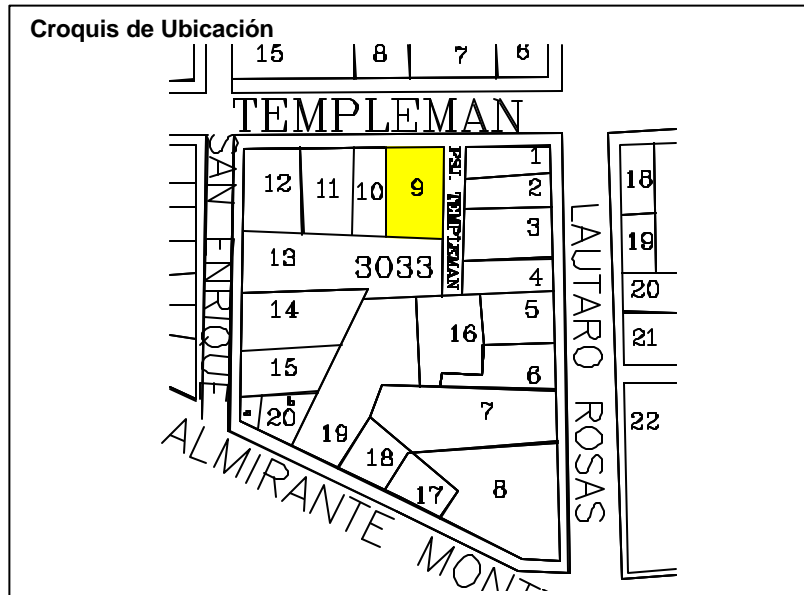 Croquis de Ubicación
15 8 7 6
TEMPLEMAN
SAN ENRIQUE
PSJ. TEMPLEMAN
LAUTARO ROSAS
12 11 10 9
1
2
3
13 3033
4
14
5
16
15
6
20
7
19
18
17
8
18
19
20
21
22
ALMIRANTE MONT